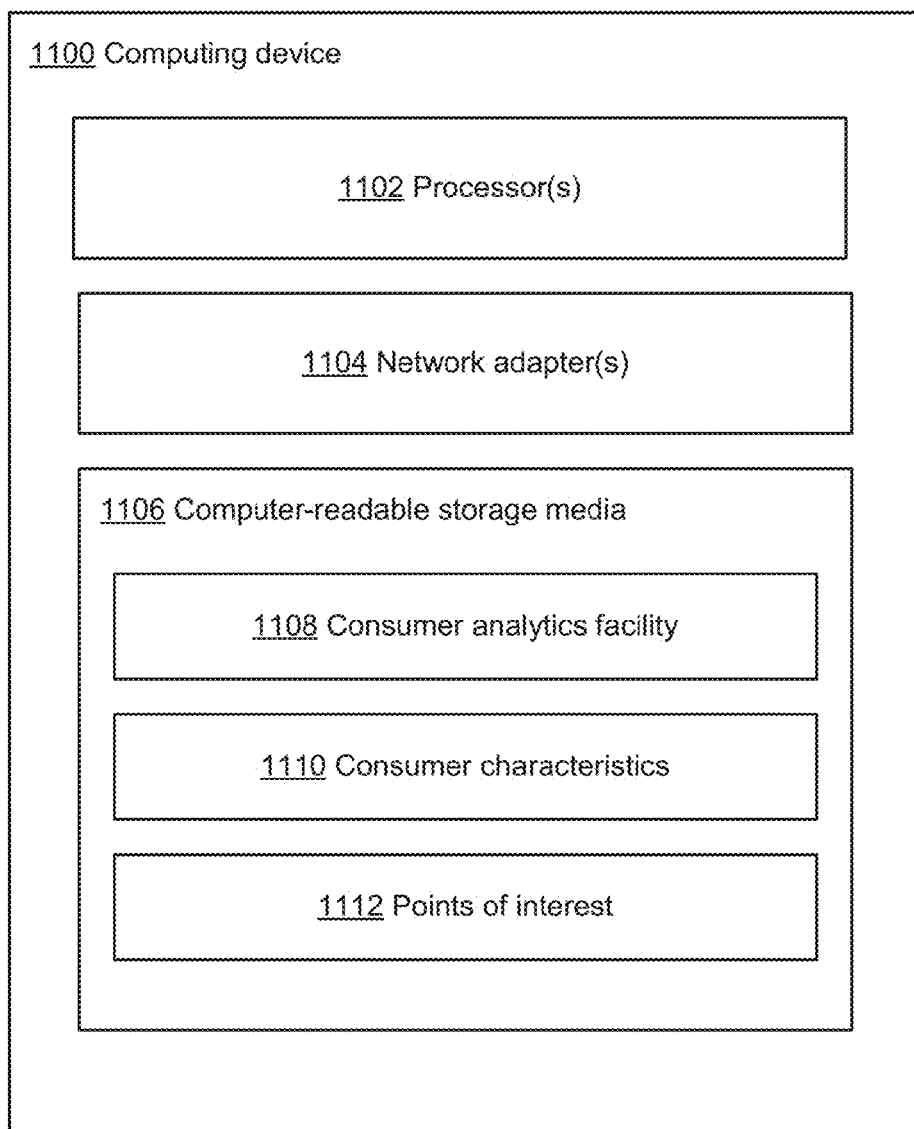 1100 Computing device
1102 Processor(s)
1104 Network adapter(s)
1106 Computer-readable storage media
1108 Consumer analytics facility
1110 Consumer characteristics
1112 Points of interest